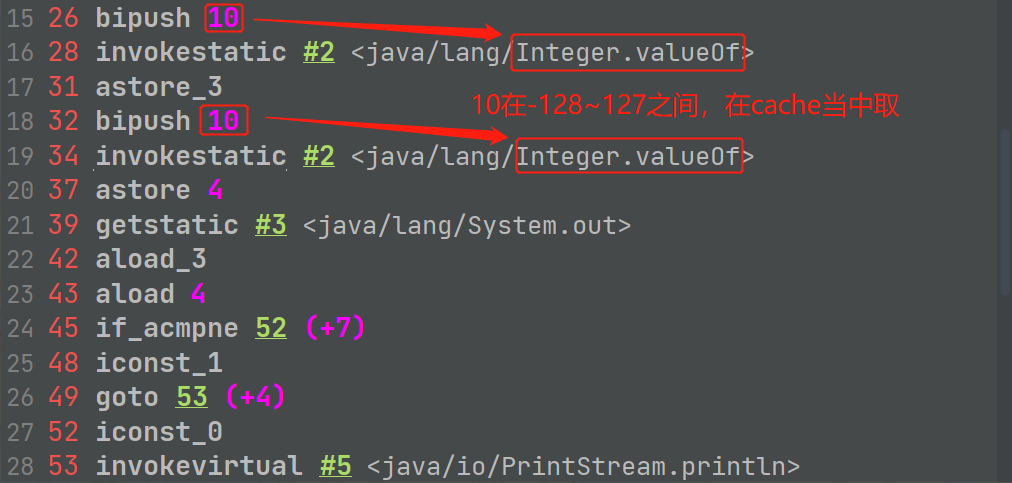 15 26 bipush 10
16 28 invokestatic #2 <java/lang/Integer.valueOf>
17 31 astore_3
10在-128~127之间，在cache当中取
18 32 bipush 10
19 34 invokestatic #2 <java/lang/Integer.valueOf>
20 37 astore 4
21 39 getstatic #3 <java/lang/System.out>
22 42 aload_3
23 43 aload 4
24 45 if_acmpne 52 (+7)
25 48 iconst_1
26 49 goto 53 (+4)
27 52 iconst_0
28 53 invokevirtual #5 <java/io/PrintStream.println>